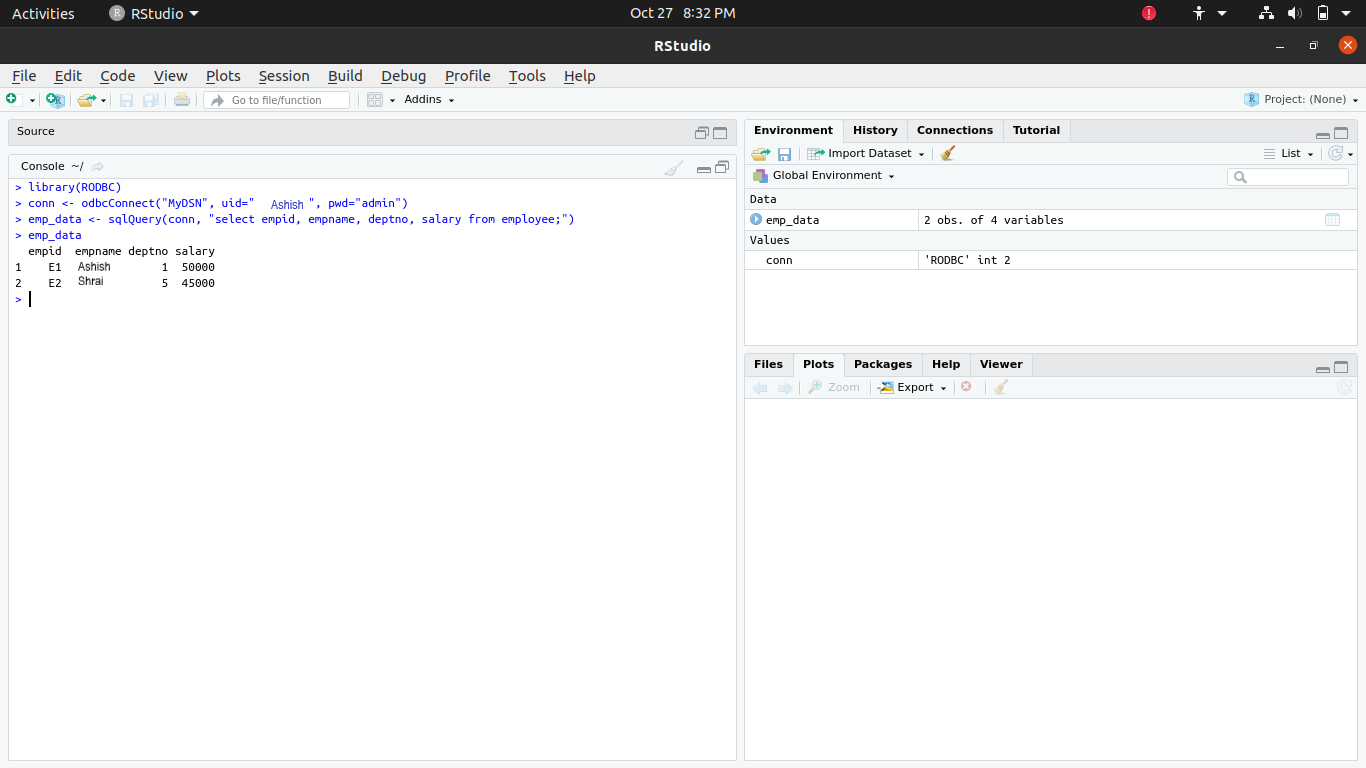 Activities RStudio Oct 27 8:32 PM
RStudio
File Edit Code View Plots Session Build Debug Profile Tools Help
Go to file/function Addins Project: (None)
Source
Console ~/
> library(RODBC)
> conn <- odbcConnect("MyDSN", uid=" Ashish ", pwd="admin")
> emp_data <- sqlQuery(conn, "select empid, empname, deptno, salary from employee;")
> emp_data
empid empname deptno salary
1 E1 Ashish 1 50000
2 E2 Shrai 5 45000
>
Environment History Connections Tutorial
Import Dataset List
Global Environment
Data
emp_data 2 obs. of 4 variables
Values
conn 'RODBC' int 2
Files Plots Packages Help Viewer
Zoom Export